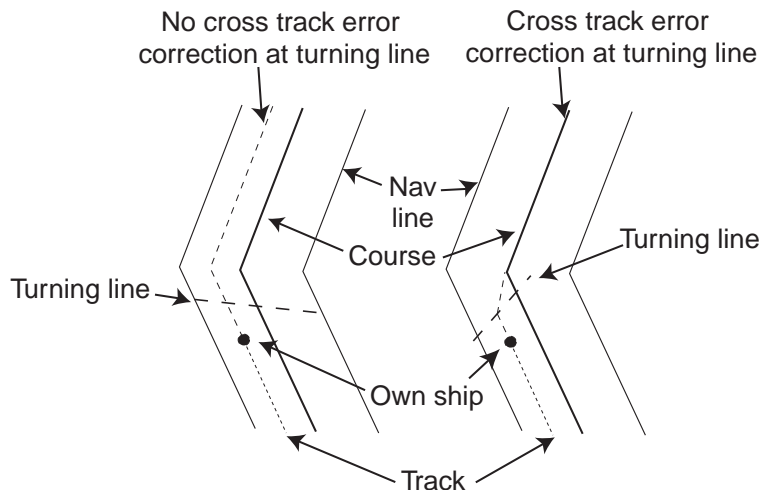 No cross track error
correction at turning line
Cross track error
correction at turning line
Nav
line
Course
Turning line
Turning line
Own ship
Track